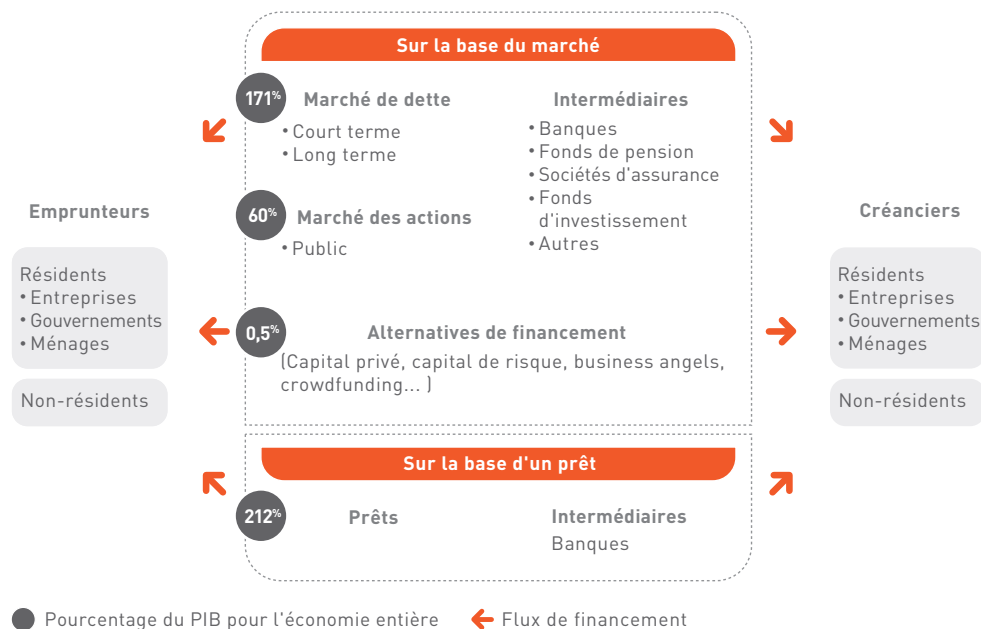 Sur la base du marché
171%
Marché de dette
• Court terme
• Long terme
60%
Marché des actions
• Public
Intermédiaires
• Banques
• Fonds de pension
• Sociétés d'assurance
• Fonds
d'investissement
• Autres
0,5%
Alternatives de financement
(Capital privé, capital de risque, business angels,
crowdfunding... )
Emprunteurs
Résidents
• Entreprises
• Gouvernements
• Ménages
Non-résidents
Créanciers
Résidents
• Entreprises
• Gouvernements
• Ménages
Non-résidents
Sur la base d'un prêt
212%
Prêts
Intermédiaires
Banques
Pourcentage du PIB pour l'économie entière
Flux de financement